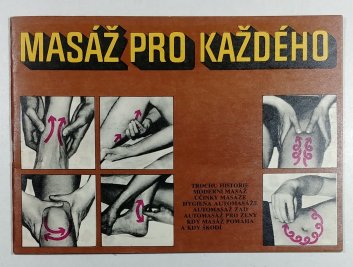 MASÁŽ PRO KAŽDÉHO
TROCHU HISTORIE
MODERNÍ MASÁŽ
ÚČINKY MASÁŽE
HYGIENA AUTOMASÁŽE
AUTOMASÁŽ ZAD
AUTOMASÁŽ PRO ŽENY
KDY MASÁŽ POMÁHÁ
A KDY ŠKODÍ